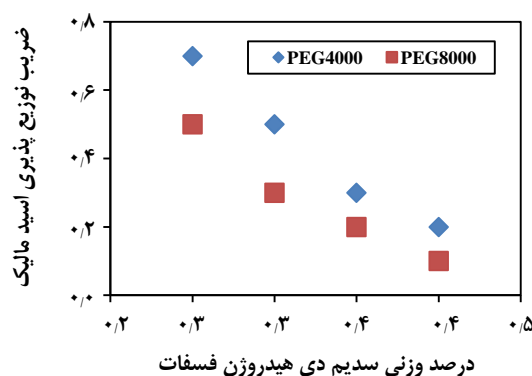 ضریب توزیع پذیری اسید مالیک
۰/۸
۰/۶
۰/۴
۰/۲
۰/۰
PEG4000 PEG8000
۰/۲ ۰/۳ ۰/۳ ۰/۴ ۰/۴ ۰/۵
درصد وزنی سدیم دی هیدروژن فسفات